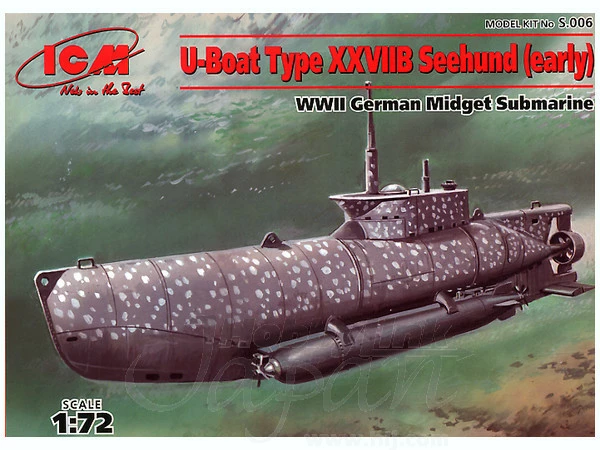 MODEL KIT No S.006
ICM
U-Boat Type XXVIIB Seehund (early)
Nets in the Best
WWII German Midget Submarine
Japan
SCALE
1:72